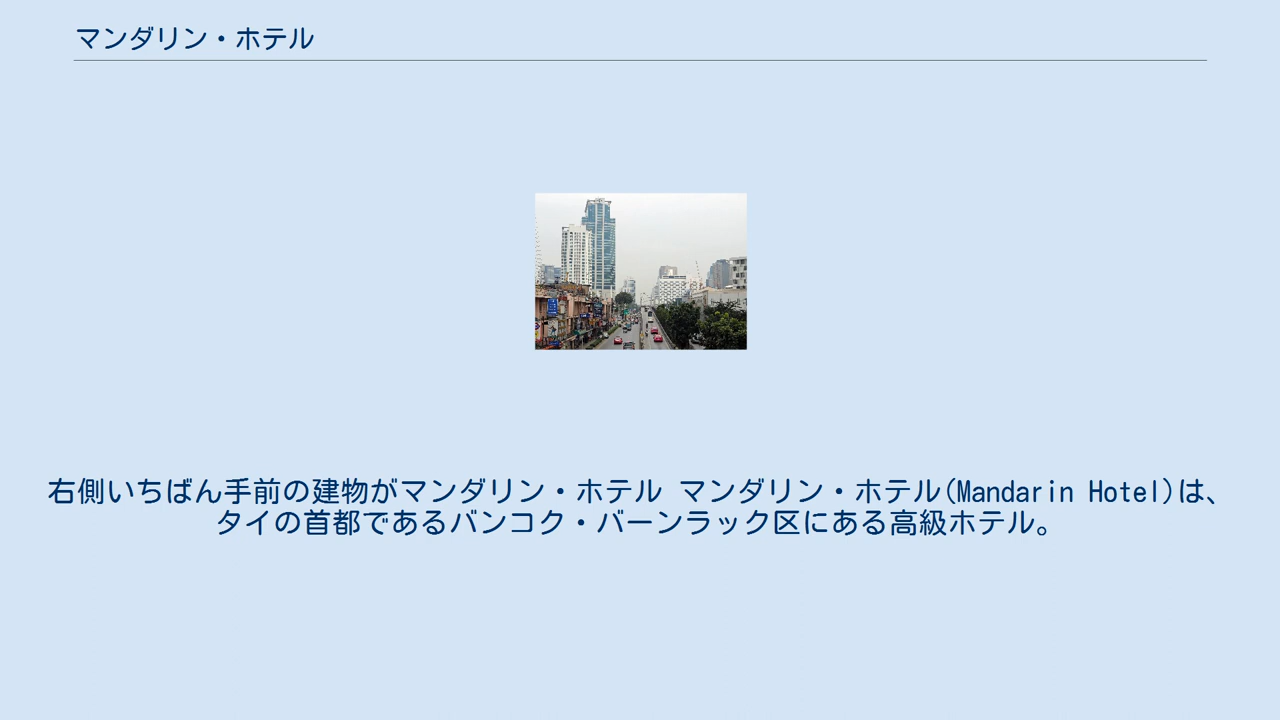 マンダリン・ホテル
右側いちばん手前の建物がマンダリン・ホテル マンダリン・ホテル(Mandarin Hotel)は、
タイの首都であるバンコク・バーンラック区にある高級ホテル。